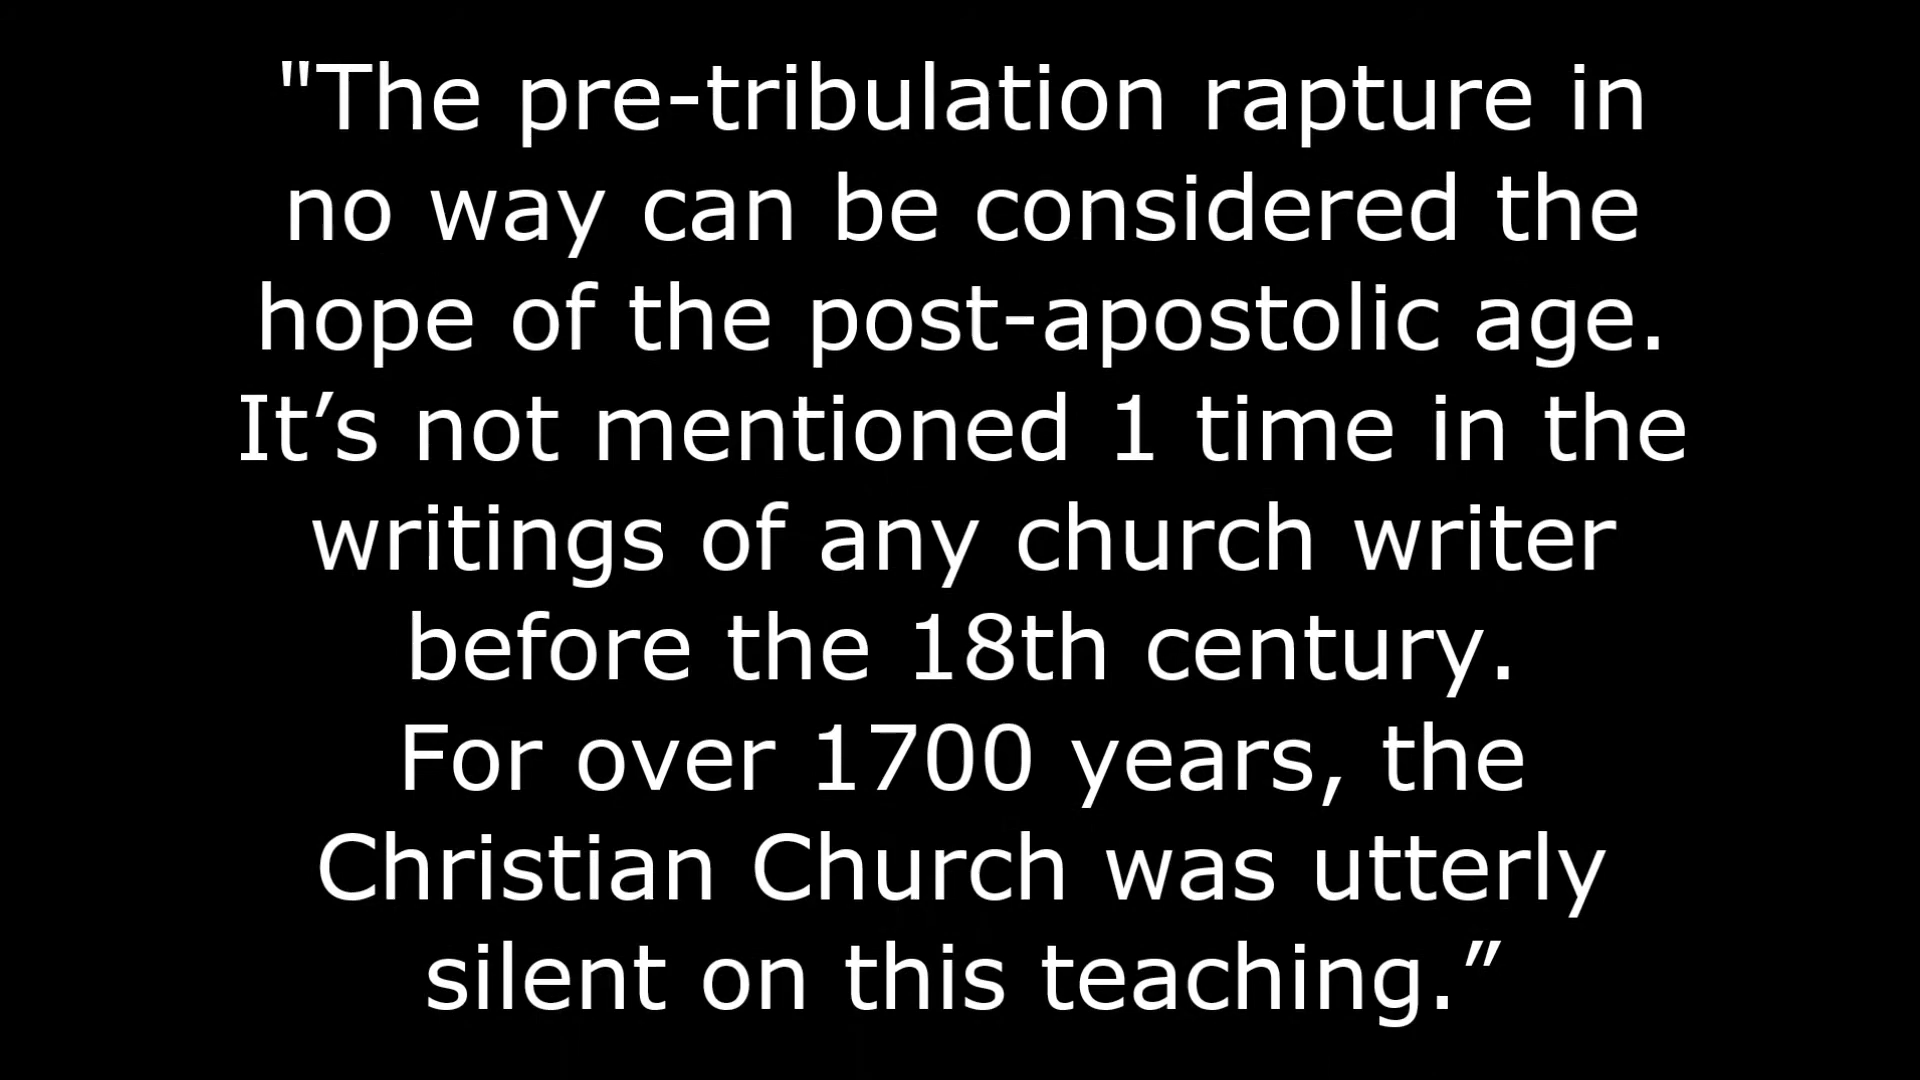 "The pre-tribulation rapture in
no way can be considered the
hope of the post-apostolic age.
It’s not mentioned 1 time in the
writings of any church writer
before the 18th century.
For over 1700 years, the
Christian Church was utterly
silent on this teaching.”